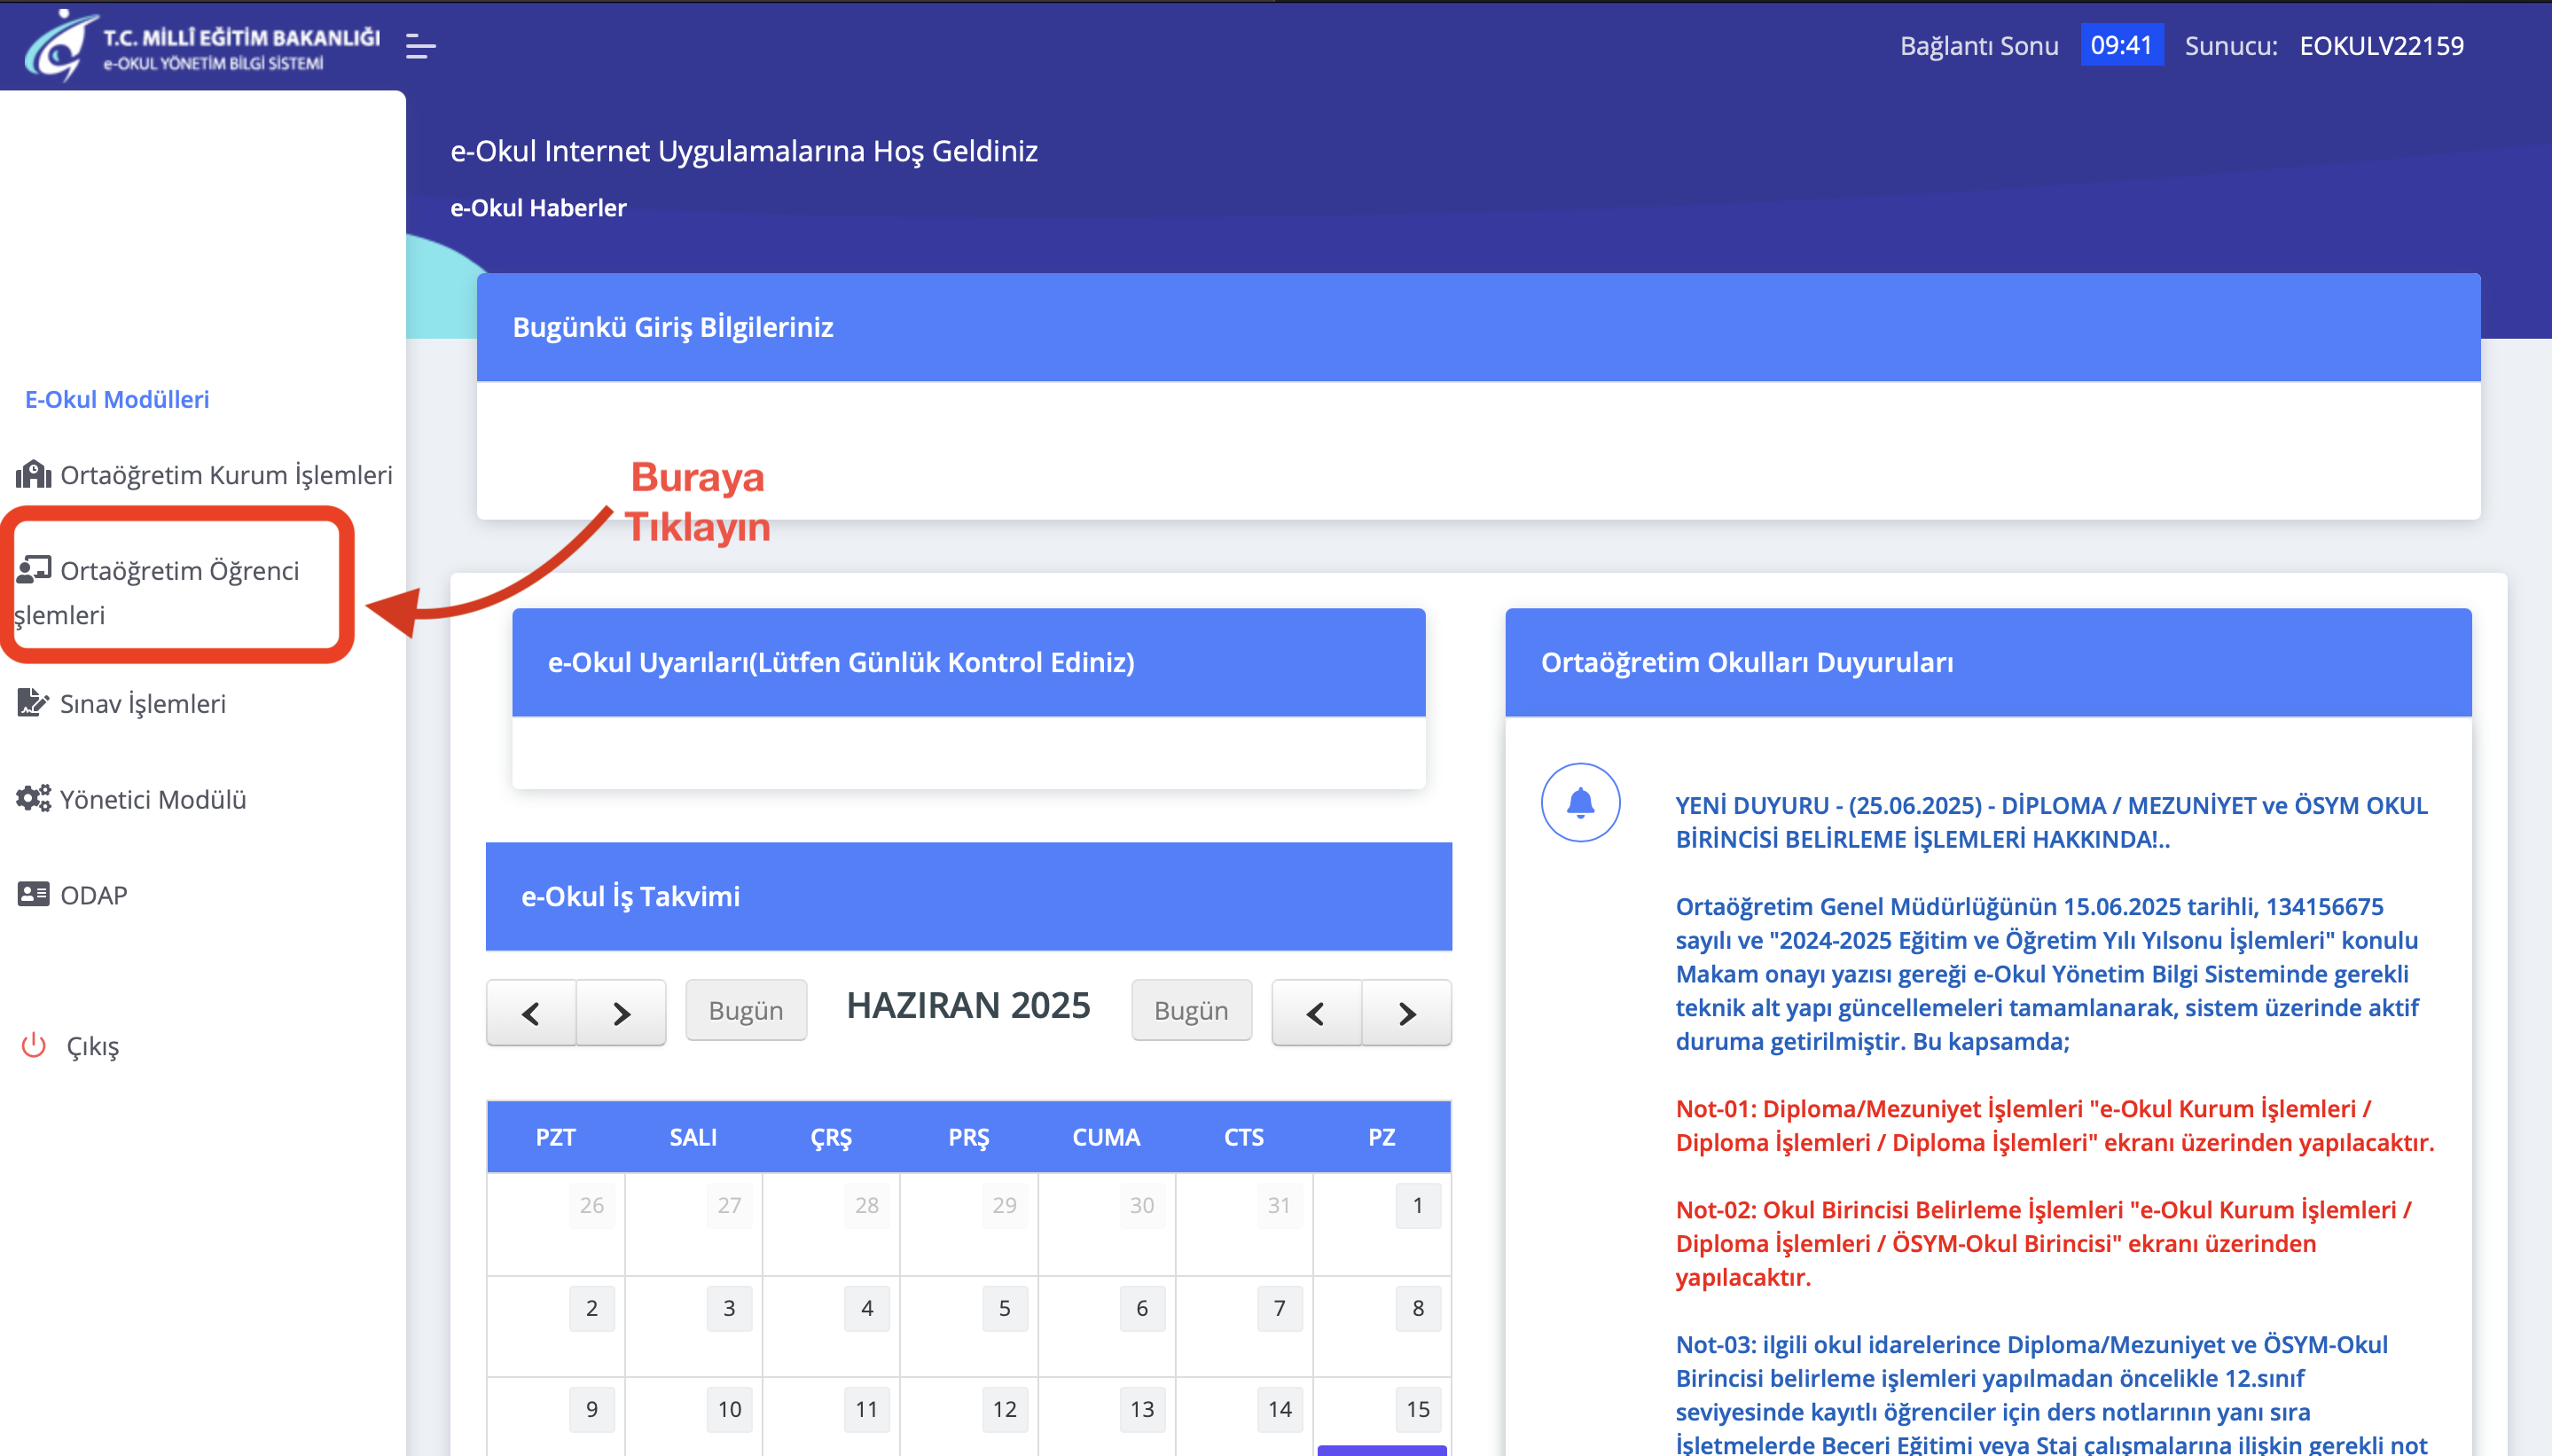 T.C. MİLLÎ EĞİTİM BAKANLIĞI
e-OKUL YÖNETİM BİLGİ SİSTEMİ
Bağlantı Sonu 09:41 Sunucu: EOKULV22159
e-Okul Internet Uygulamalarına Hoş Geldiniz
e-Okul Haberler
Bugünkü Giriş Bİlgileriniz
E-Okul Modülleri
Ortaöğretim Kurum İşlemleri
Ortaöğretim Öğrenci
şlemleri
Sınav İşlemleri
Yönetici Modülü
ODAP
Çıkış
Buraya
Tıklayın
e-Okul Uyarıları(Lütfen Günlük Kontrol Ediniz)
e-Okul İş Takvimi
Bugün HAZIRAN 2025 Bugün
PZT SALI ÇRŞ PRŞ CUMA CTS PZ
26 27 28 29 30 31 1
2 3 4 5 6 7 8
9 10 11 12 13 14 15
Ortaöğretim Okulları Duyuruları
YENİ DUYURU - (25.06.2025) - DİPLOMA / MEZUNİYET ve ÖSYM OKUL
BİRİNCİSİ BELİRLEME İŞLEMLERİ HAKKINDA!..
Ortaöğretim Genel Müdürlüğünün 15.06.2025 tarihli, 134156675
sayılı ve "2024-2025 Eğitim ve Öğretim Yılı Yılsonu İşlemleri" konulu
Makam onayı yazısı gereği e-Okul Yönetim Bilgi Sisteminde gerekli
teknik alt yapı güncellemeleri tamamlanarak, sistem üzerinde aktif
duruma getirilmiştir. Bu kapsamda;
Not-01: Diploma/Mezuniyet İşlemleri "e-Okul Kurum İşlemleri /
Diploma İşlemleri / Diploma İşlemleri" ekranı üzerinden yapılacaktır.
Not-02: Okul Birincisi Belirleme İşlemleri "e-Okul Kurum İşlemleri /
Diploma İşlemleri / ÖSYM-Okul Birincisi" ekranı üzerinden
yapılacaktır.
Not-03: ilgili okul idarelerince Diploma/Mezuniyet ve ÖSYM-Okul
Birincisi belirleme işlemleri yapılmadan öncelikle 12.sınıf
seviyesinde kayıtlı öğrenciler için ders notlarının yanı sıra
İşletmelerde Beceri Eğitimi veya Staj çalışmalarına ilişkin gerekli not